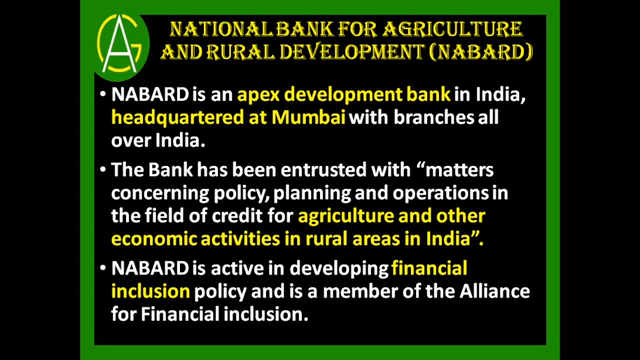 NATIONAL BANK FOR AGRICULTURE
AND RURAL DEVELOPMENT (NABARD)
• NABARD is an apex development bank in India,
headquartered at Mumbai with branches all
over India.
• The Bank has been entrusted with “matters
concerning policy, planning and operations in
the field of credit for agriculture and other
economic activities in rural areas in India”.
• NABARD is active in developing financial
inclusion policy and is a member of the Alliance
for Financial inclusion.